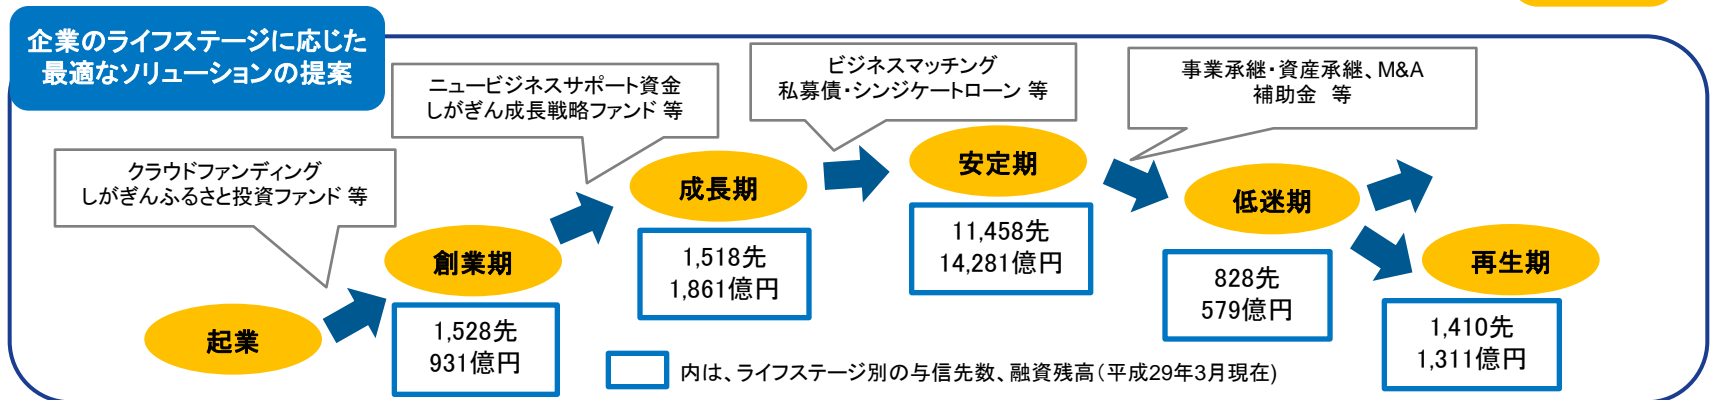 企業のライフステージに応じた
最適なソリューションの提案
クラウドファンディング
しがぎんふるさと投資ファンド 等
ニュービジネスサポート資金
しがぎん成長戦略ファンド 等
ビジネスマッチング
私募債・シンジケートローン 等
事業承継・資産承継、M&A
補助金 等
起業
創業期
1,528先
931億円
成長期
1,518先
1,861億円
安定期
11,458先
14,281億円
低迷期
828先
579億円
再生期
1,410先
1,311億円
内は、ライフステージ別の与信先数、融資残高(平成29年3月現在)